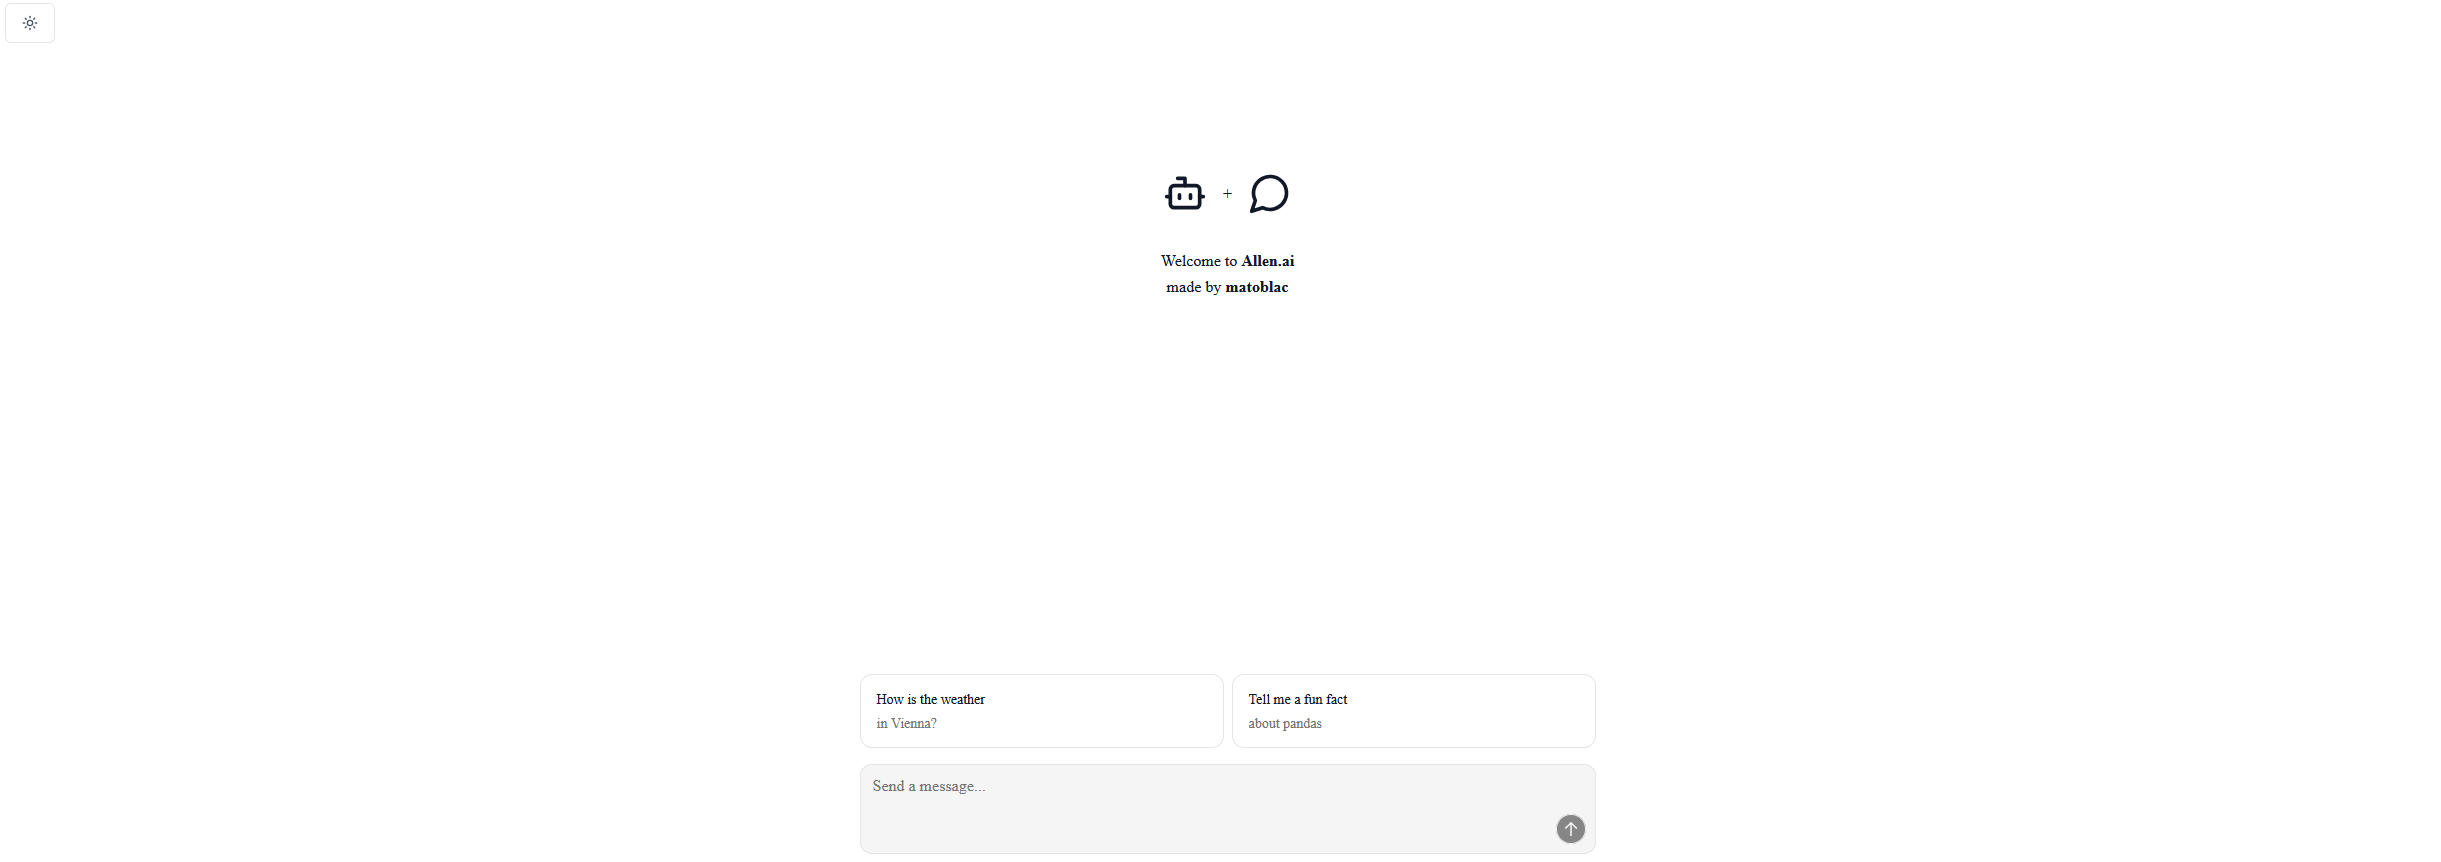 +
Welcome to Allen.ai
made by matoblac
How is the weather
in Vienna?
Tell me a fun fact
about pandas
Send a message...